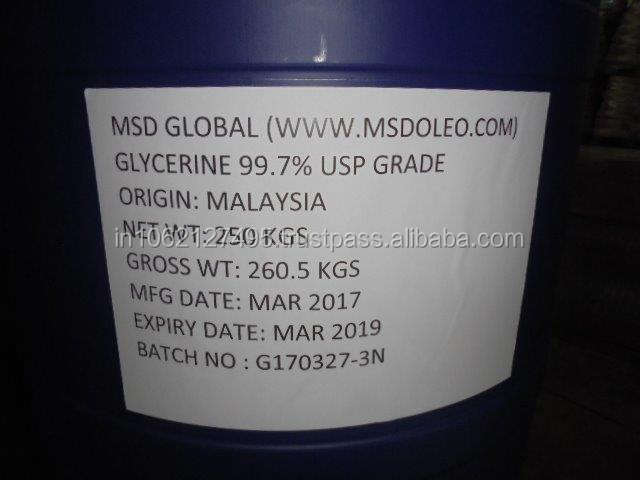 MSD GLOBAL (WWW.MSDOLEO.COM)
GLYCERINE 99.7% USP GRADE
ORIGIN: MALAYSIA
NET WT: 250 KGS
GROSS WT: 260.5 KGS
MFG DATE: MAR 2017
EXPIRY DATE: MAR 2019
BATCH NO : G170327-3N